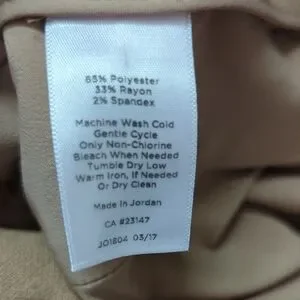 65% Polyester
33% Rayon
2% Spandex
Machine Wash Cold
Gentle Cycle
Only Non-Chlorine
Bleach When Needed
Tumble Dry Low
Warm Iron, If Needed
Or Dry Clean
Made in Jordan
CA #23147
JO1804 03/17